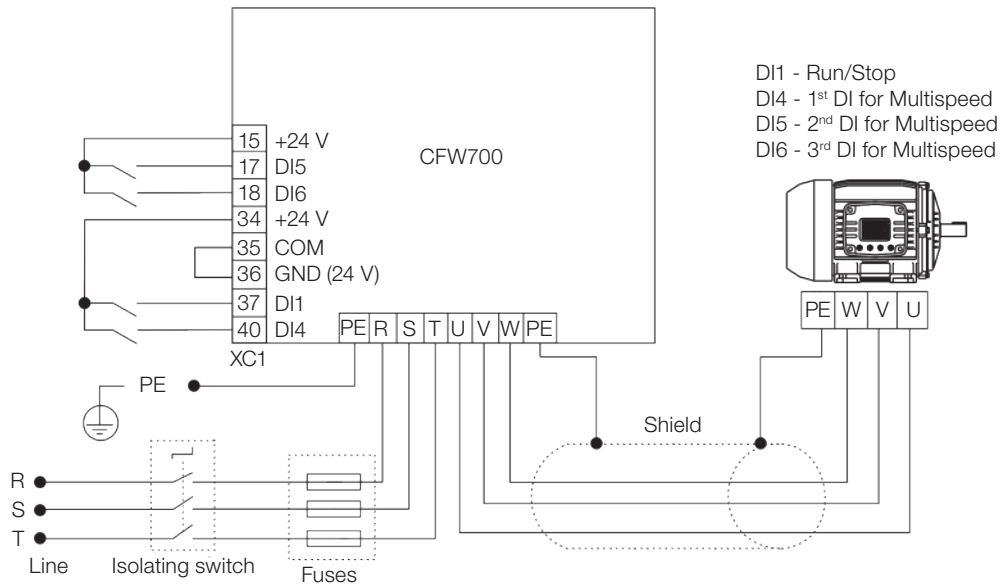 DI1 - Run/Stop
DI4 - 1st DI for Multispeed
DI5 - 2nd DI for Multispeed
DI6 - 3rd DI for Multispeed
CFW700
15 +24 V
17 DI5
18 DI6
34 +24 V
35 COM
36 GND (24 V)
37 DI1
40 DI4
XC1
PE R S T U V W PE
PE W V U
PE
Shield
R
S
T
Line
Isolating switch
Fuses